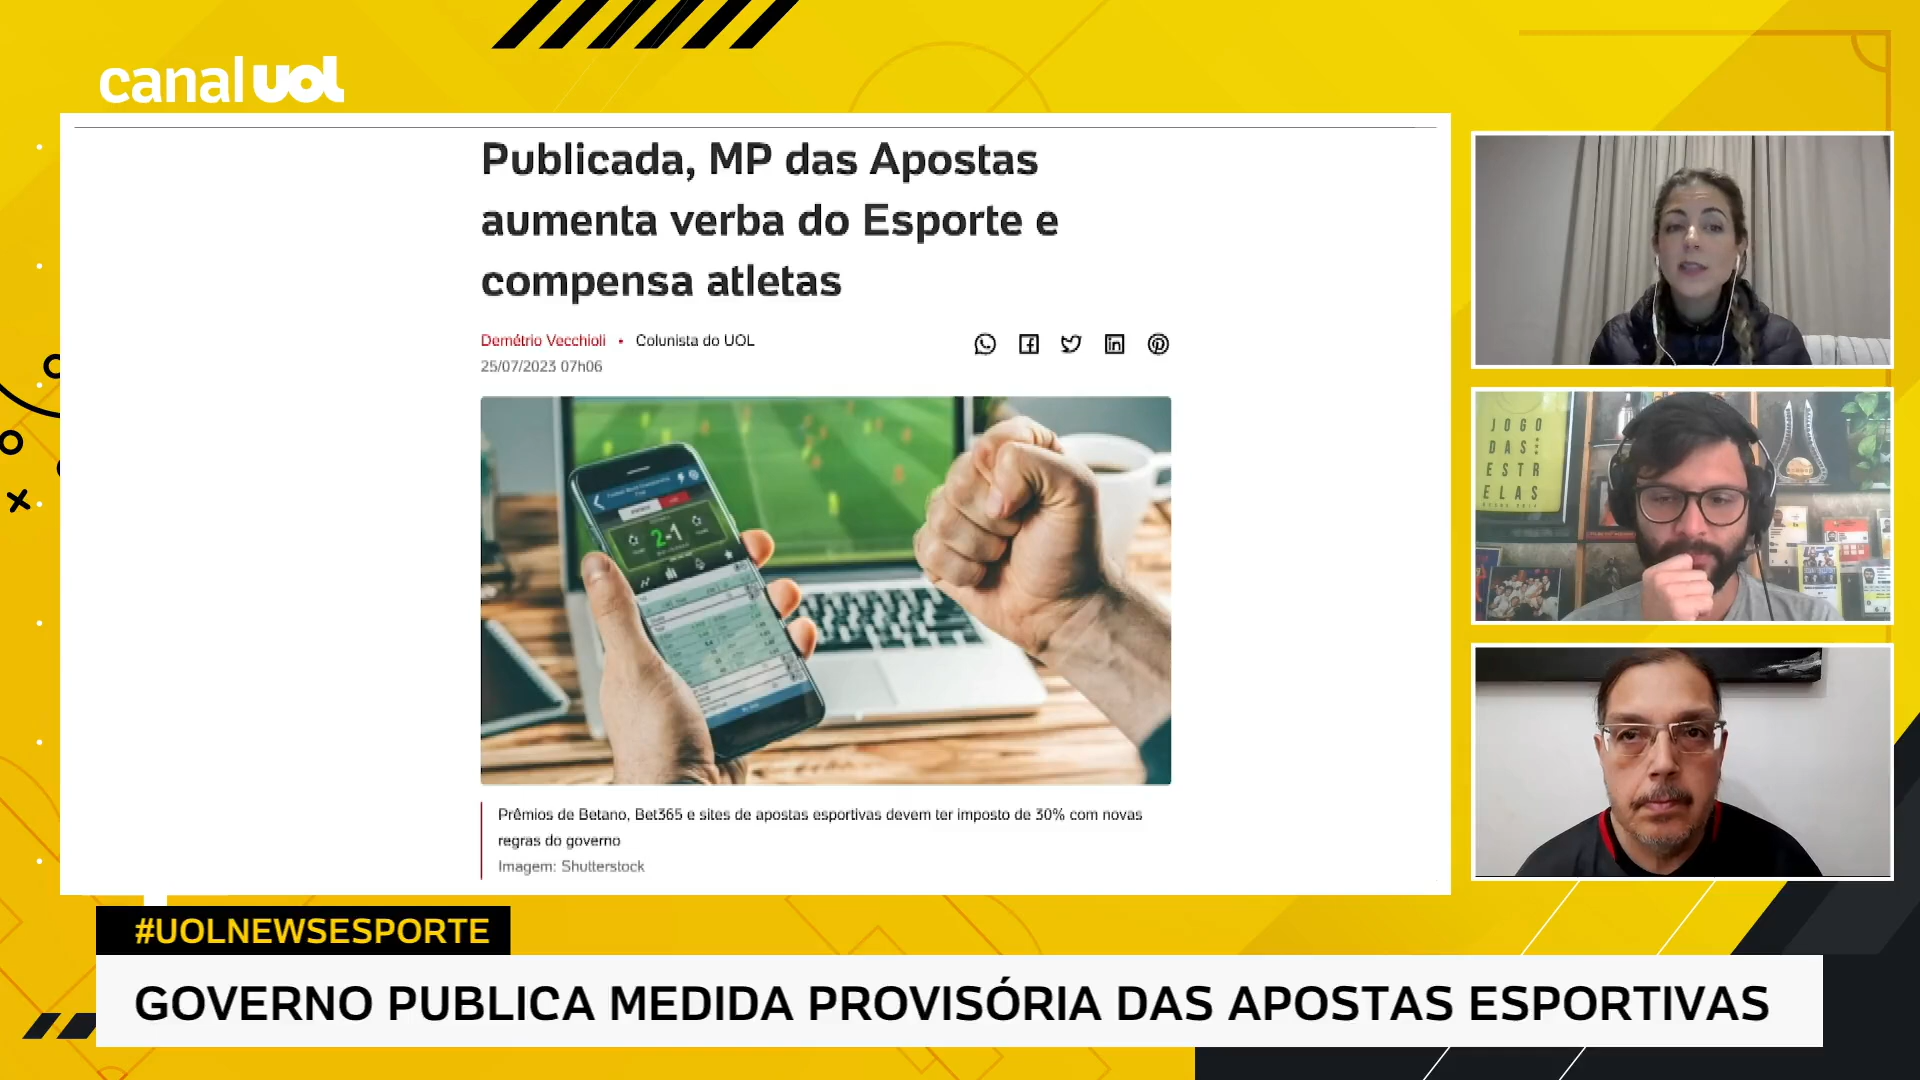 canal uol
Publicada, MP das Apostas
aumenta verba do Esporte e
compensa atletas
Demétrio Vecchioli • Colunista do UOL
25/07/2023 07h06
2-1
Prêmios de Betano, Bet365 e sites de apostas esportivas devem ter imposto de 30% com novas
regras do governo
Imagem: Shutterstock
JOGO
DAS:
ESTR
ELAS
#UOLNEWSESPORTE
GOVERNO PUBLICA MEDIDA PROVISÓRIA DAS APOSTAS ESPORTIVAS